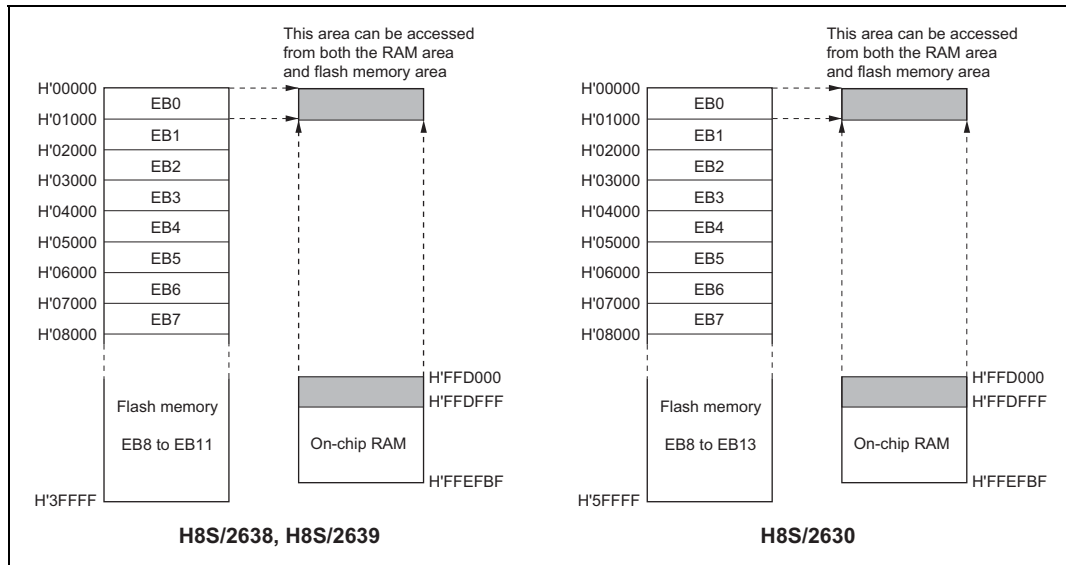 This area can be accessed
from both the RAM area
and flash memory area
H'00000
EB0
H'01000
EB1
H'02000
EB2
H'03000
EB3
H'04000
EB4
H'05000
EB5
H'06000
EB6
H'07000
EB7
H'08000
Flash memory
EB8 to EB11
H'3FFFF
H'FFD000
H'FFDFFF
On-chip RAM
H'FFEFBF
H8S/2638, H8S/2639
This area can be accessed
from both the RAM area
and flash memory area
H'00000
EB0
H'01000
EB1
H'02000
EB2
H'03000
EB3
H'04000
EB4
H'05000
EB5
H'06000
EB6
H'07000
EB7
H'08000
Flash memory
EB8 to EB13
H'5FFFF
H'FFD000
H'FFDFFF
On-chip RAM
H'FFEFBF
H8S/2630